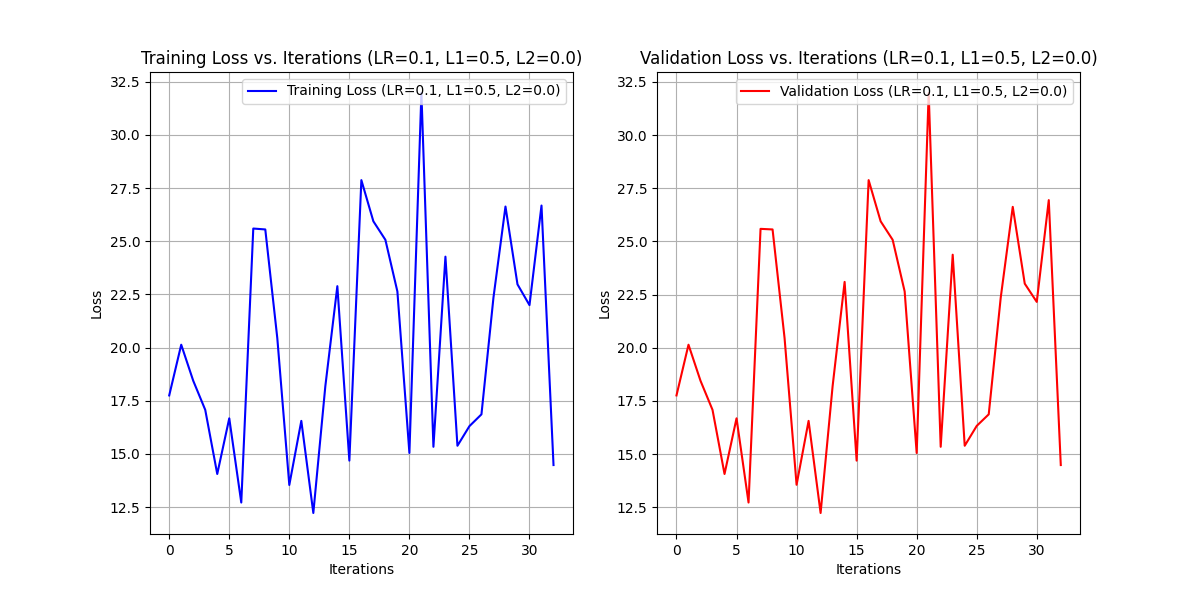 Training Loss vs. Iterations (LR=0.1, L1=0.5, L2=0.0)
Training Loss (LR=0.1, L1=0.5, L2=0.0)
32.5
30.0
27.5
25.0
22.5
20.0
17.5
15.0
12.5
Loss
0 5 10 15 20 25 30
Iterations
Validation Loss vs. Iterations (LR=0.1, L1=0.5, L2=0.0)
Validation Loss (LR=0.1, L1=0.5, L2=0.0)
32.5
30.0
27.5
25.0
22.5
20.0
17.5
15.0
12.5
Loss
0 5 10 15 20 25 30
Iterations